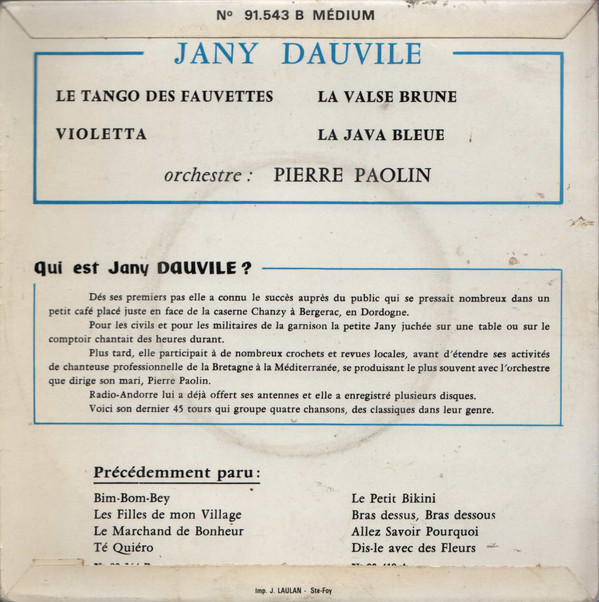 Nº 91.543 B MÉDIUM
JANY DAUVILE
LE TANGO DES FAUVETTES
LA VALSE BRUNE
VIOLETTA
LA JAVA BLEUE
orchestre : PIERRE PAOLIN
Qui est Jany DAUVILE ?
Dés ses premiers pas elle a connu le succès auprès du public qui se pressait nombreux dans un
petit café placé juste en face de la caserne Chanzy à Bergerac, en Dordogne.
Pour les civils et pour les militaires de la garnison la petite Jany juchée sur une table ou sur le
comptoir chantait des heures durant.
Plus tard, elle participait à de nombreux crochets et revues locales, avant d'étendre ses activités
de chanteuse professionnelle de la Bretagne à la Méditerranée, se produisant le plus souvent avec l'orchestre
que dirige son mari, Pierre Paolin.
Radio-Andorre lui a déjà offert ses antennes et elle a enregistré plusieurs disques.
Voici son dernier 45 tours qui groupe quatre chansons, des classiques dans leur genre.
Précédemment paru :
Bim-Bom-Bey
Les Filles de mon Village
Le Marchand de Bonheur
Té Quiéro
Le Petit Bikini
Bras dessus, Bras dessous
Allez Savoir Pourquoi
Dis-le avec des Fleurs
Imp. J. LAULAN - Ste-Foy